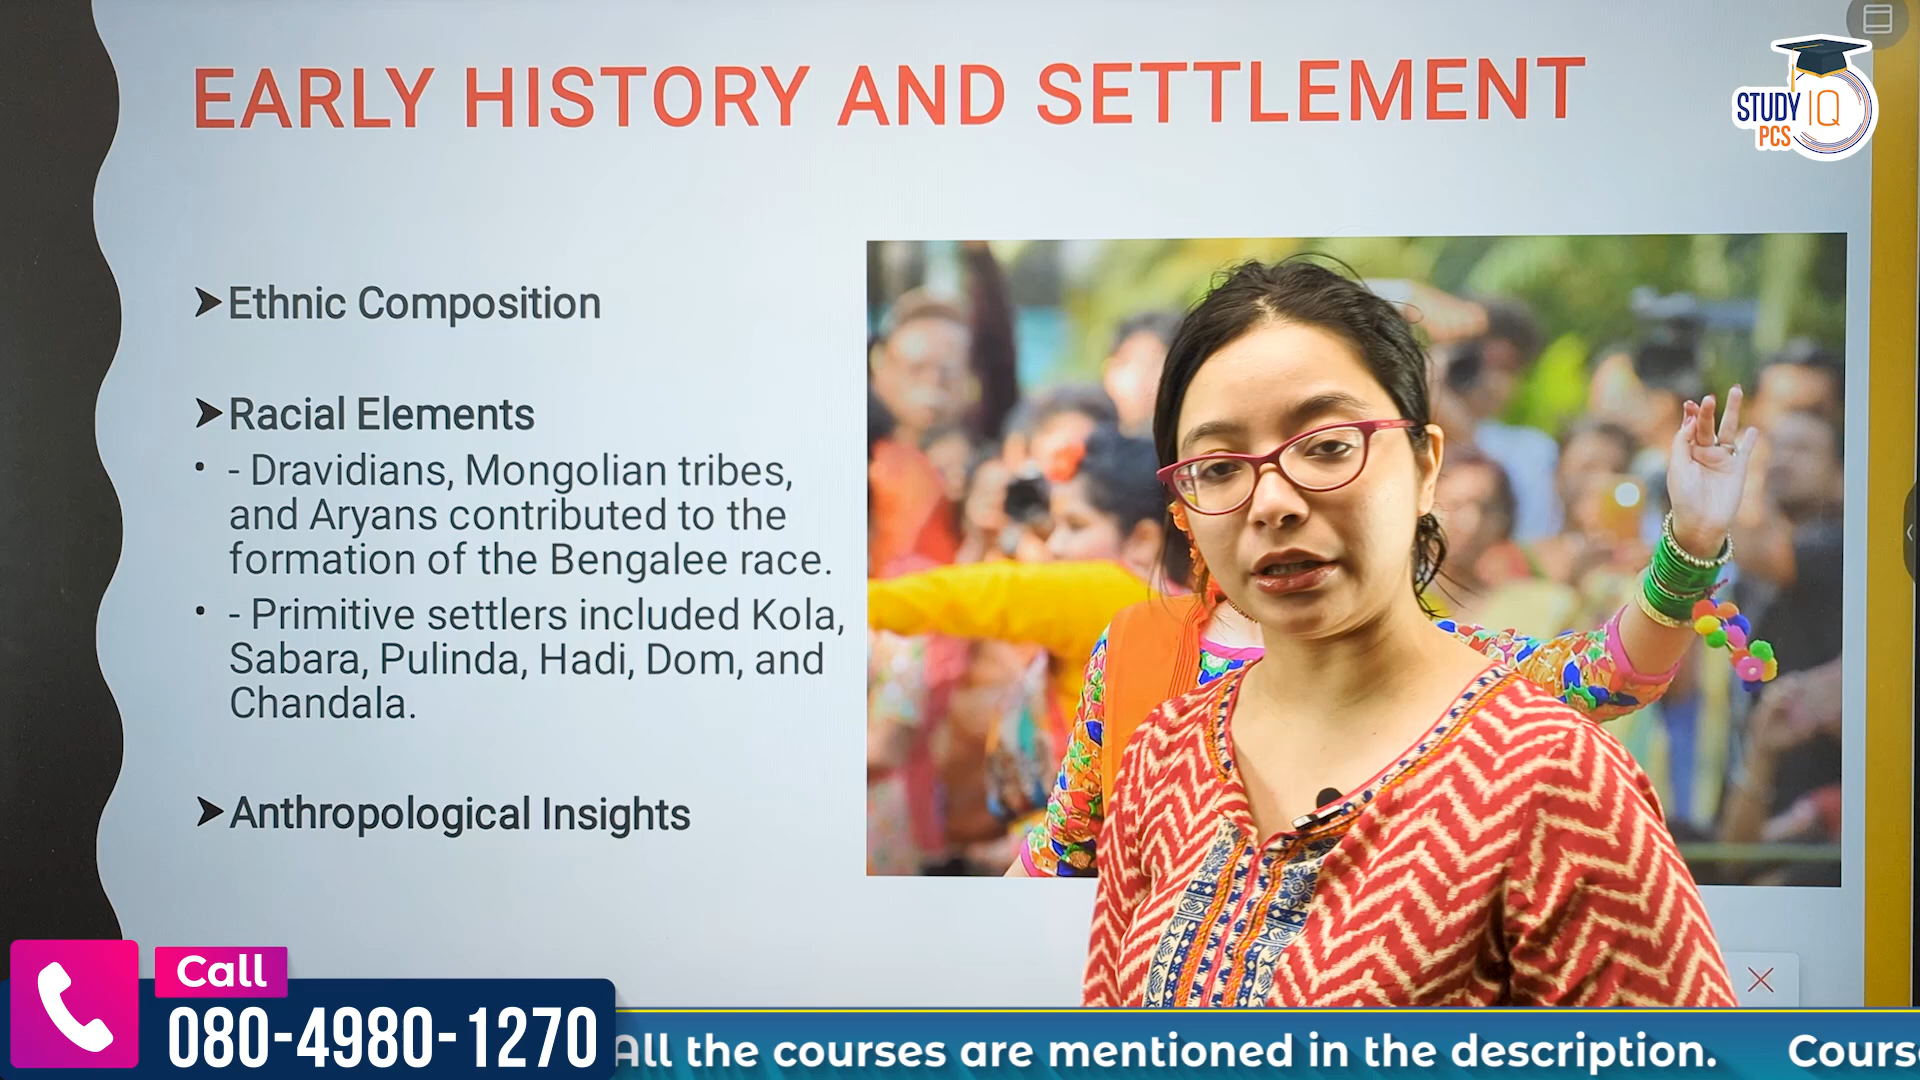 EARLY HISTORY AND SETTLEMENT
STUDY IQ
PCS
➤Ethnic Composition
➤Racial Elements
• - Dravidians, Mongolian tribes,
and Aryans contributed to the
formation of the Bengalee race.
• - Primitive settlers included Kola,
Sabara, Pulinda, Hadi, Dom, and
Chandala.
➤Anthropological Insights
Call
080-4980-1270
All the courses are mentioned in the description. Cours